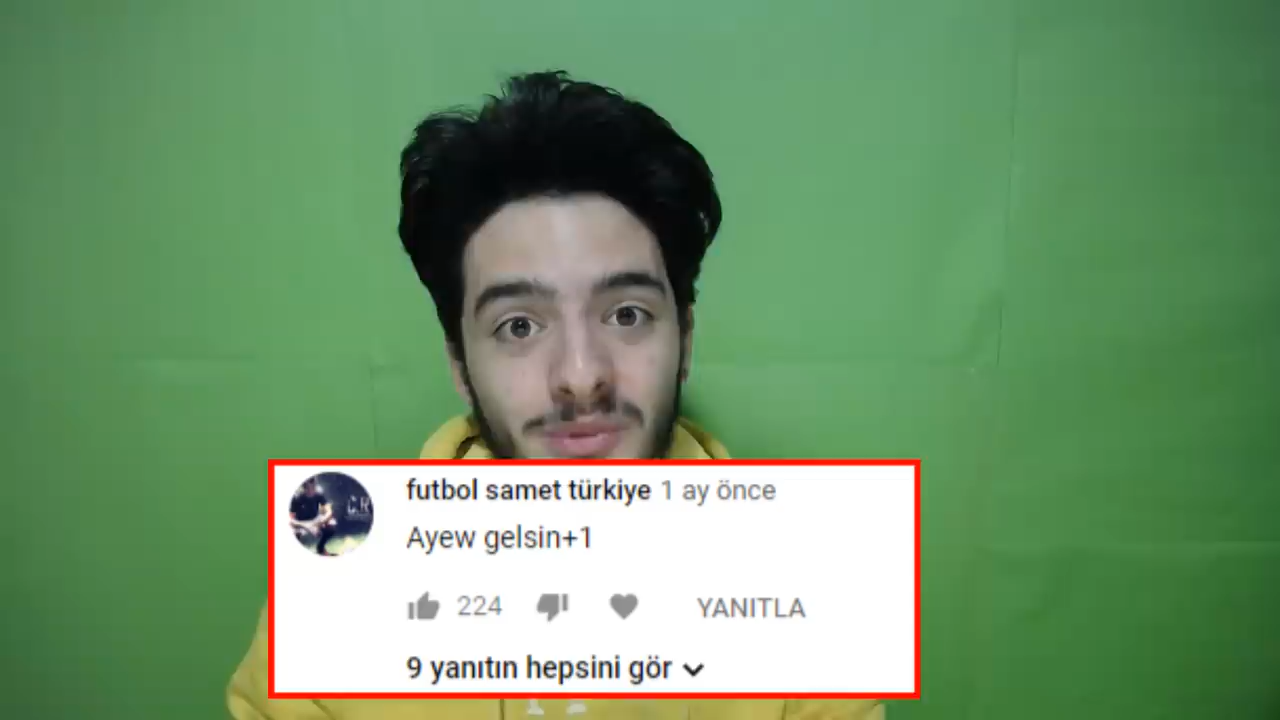 futbol samet türkiye 1 ay önce
Ayew gelsin+1
224 YANITLA
9 yanıtın hepsini gör